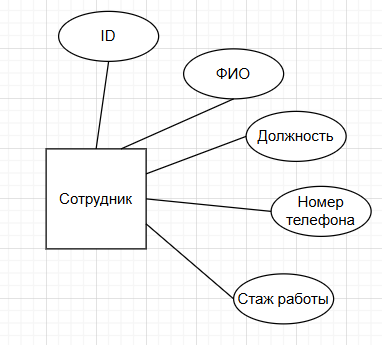 ID
ФИО
Должность
Сотрудник
Номер
телефона
Стаж работы